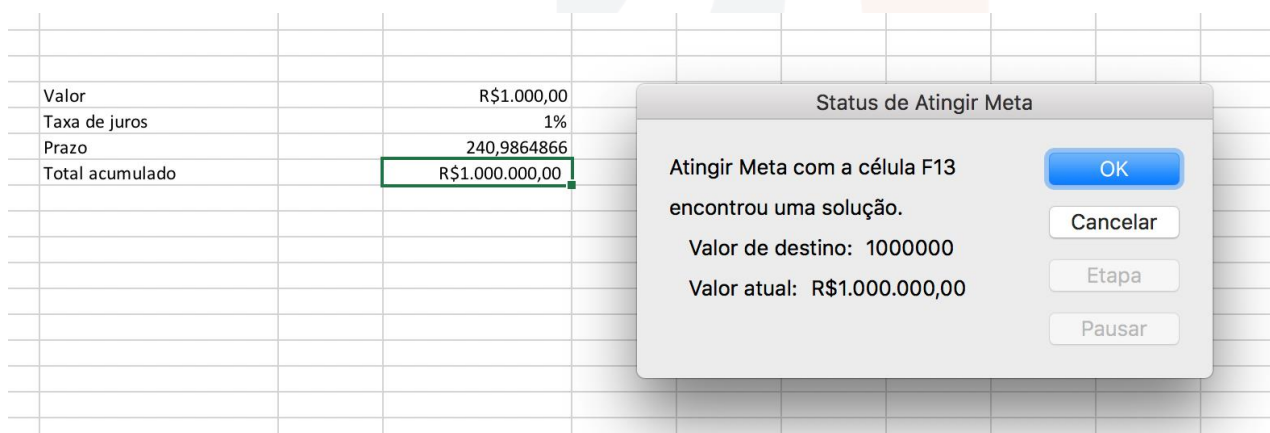 Valor R$1.000,00
Taxa de juros 1%
Prazo 240,9864866
Total acumulado R$1.000.000,00
Status de Atingir Meta
Atingir Meta com a célula F13
encontrou uma solução.
Valor de destino: 1000000
Valor atual: R$1.000.000,00
OK
Cancelar
Etapa
Pausar